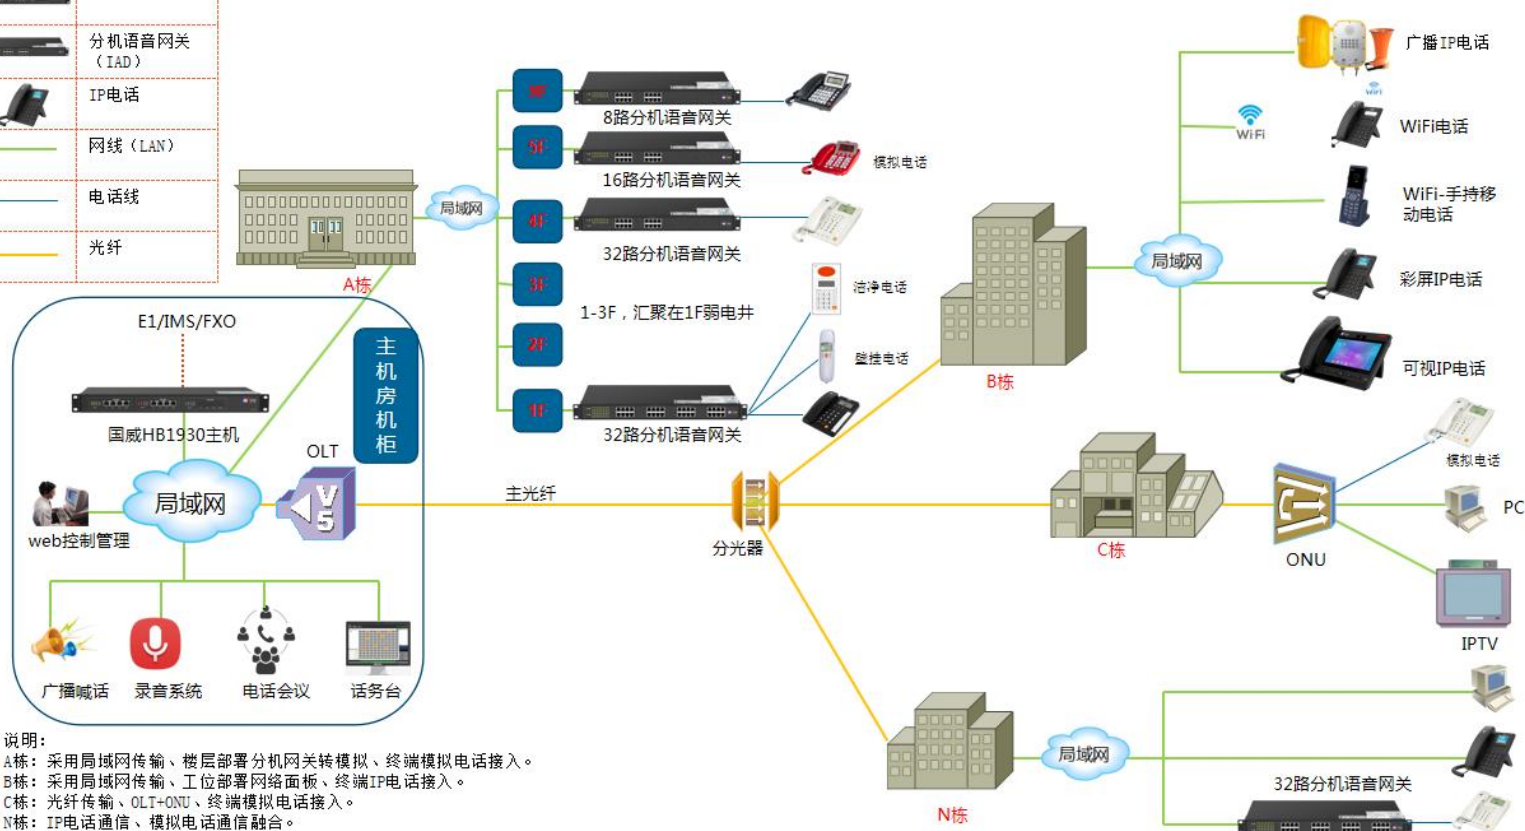 分机语音网关
（IAD）
IP电话
网线（LAN）
电话线
光纤
A栋
局域网
8路分机语音网关
5F
16路分机语音网关
模拟电话
4F
32路分机语音网关
3F
1-3F，汇聚在1F弱电井
2F
1F
32路分机语音网关
洁净电话
壁挂电话
B栋
局域网
广播IP电话
WiFi
WiFi
WiFi电话
WiFi-手持移
动电话
彩屏IP电话
可视IP电话
E1/IMS/FXO
主机房机柜
国威HB1930主机
OLT
V5
局域网
web控制管理
主光纤
分光器
C栋
ONU
模拟电话
PC
IPTV
广播喊话
录音系统
电话会议
话务台
N栋
局域网
32路分机语音网关
说明：
A栋：采用局域网传输、楼层部署分机网关转模拟、终端模拟电话接入。
B栋：采用局域网传输、工位部署网络面板、终端IP电话接入。
C栋：光纤传输、OLT+ONU、终端模拟电话接入。
N栋：IP电话通信、模拟电话通信融合。